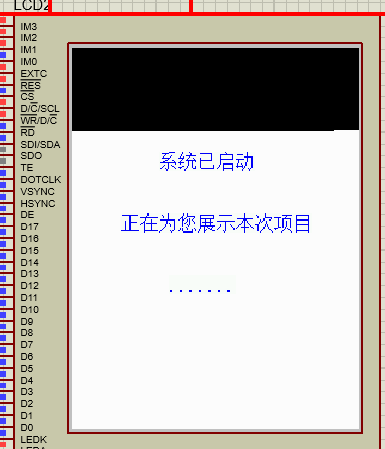 LCD2
IM3
IM2
IM1
IM0
EXTC
RES
CS
D/C/SCL
WR/D/C
RD
SDI/SDA
SDO
TE
DOTCLK
VSYNC
HSYNC
DE
D17
D16
D15
D14
D13
D12
D11
D10
D9
D8
D7
D6
D5
D4
D3
D2
D1
D0
LEDK
系统已启动
正在为您展示本次项目
.......